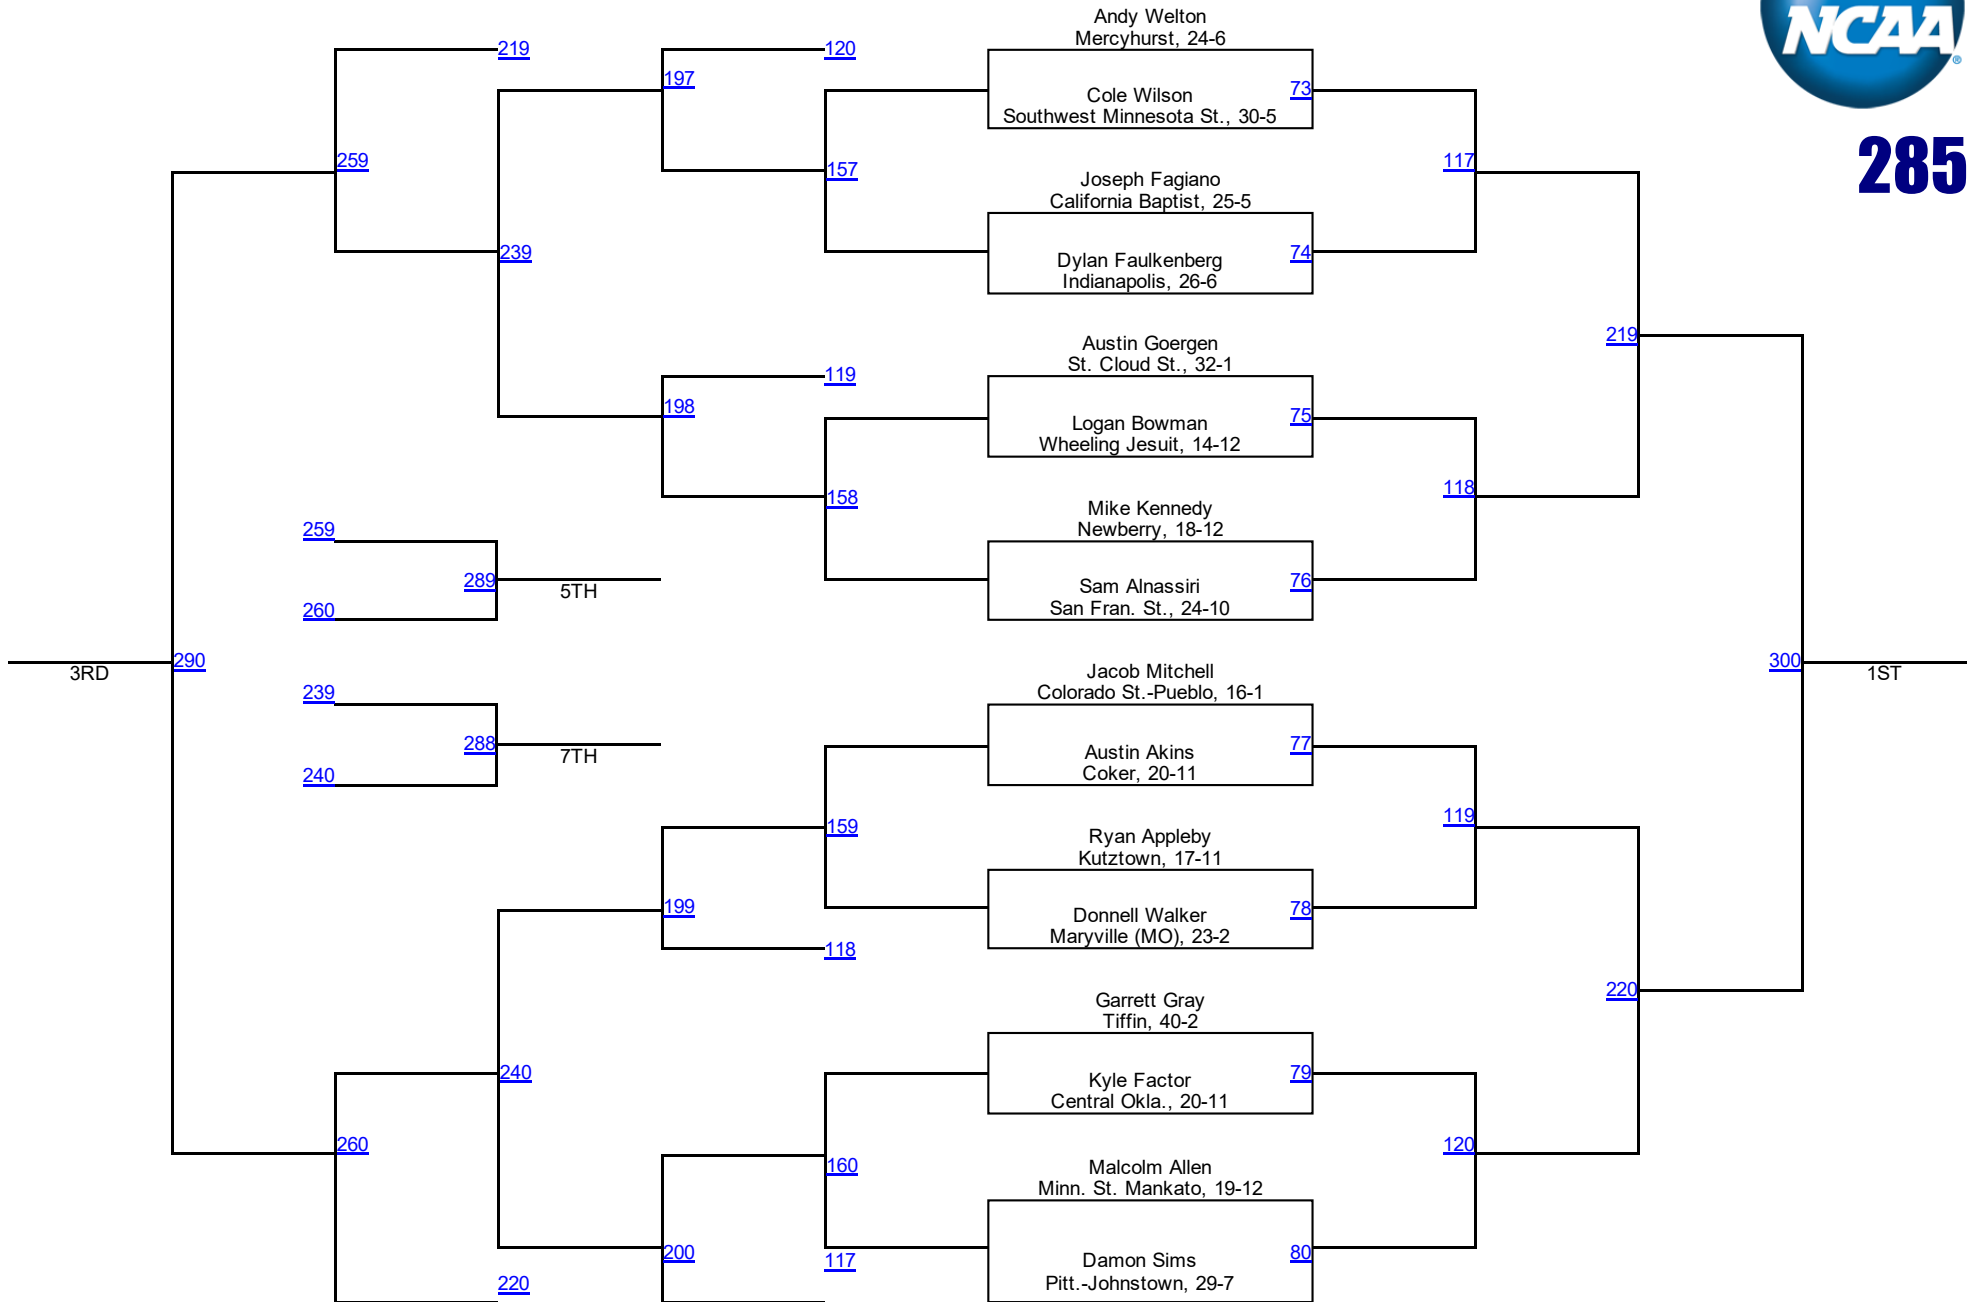 Andy Welton
NCAA®
Mercyhurst, 24-6
219
120
197
73
Cole Wilson
Southwest Minnesota St., 30-5
259
157
117
285
Joseph Fagiano
California Baptist, 25-5
239
74
Dylan Faulkenberg
Indianapolis, 26-6
219
Austin Goergen
St. Cloud St., 32-1
119
198
75
Logan Bowman
Wheeling Jesuit, 14-12
158
118
Mike Kennedy
Newberry, 18-12
259
289
5TH
76
Sam Alnassiri
San Fran. St., 24-10
260
290
3RD
300
1ST
Jacob Mitchell
Colorado St.-Pueblo, 16-1
239
288
7TH
77
Austin Akins
Coker, 20-11
240
159
119
Ryan Appleby
Kutztown, 17-11
199
78
Donnell Walker
Maryville (MO), 23-2
118
220
Garrett Gray
Tiffin, 40-2
240
79
Kyle Factor
Central Okla., 20-11
260
160
120
Malcolm Allen
Minn. St. Mankato, 19-12
200
117
80
Damon Sims
Pitt.-Johnstown, 29-7
220